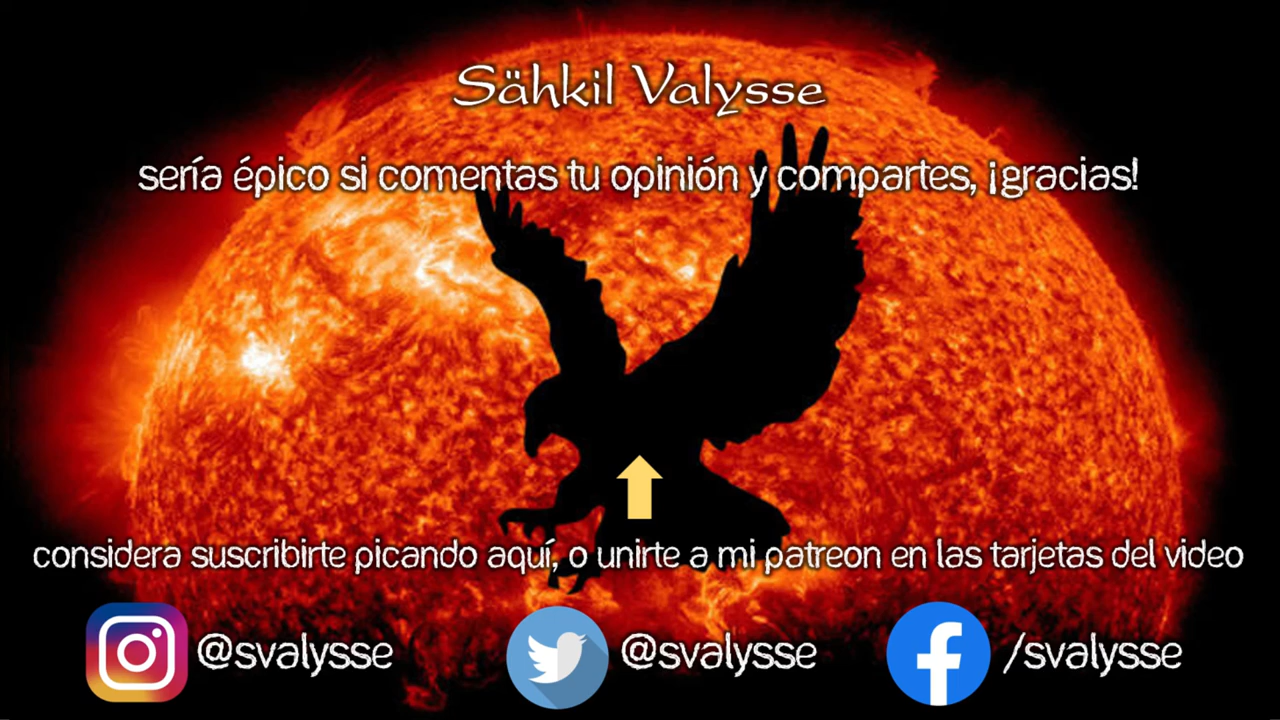 Sähkil Valysse
sería épico si comentas tu opinión y compartes, ¡gracias!
considera suscribirte picando aquí, o unirte a mi patreon en las tarjetas del video
@svalysse
@svalysse
/svalysse